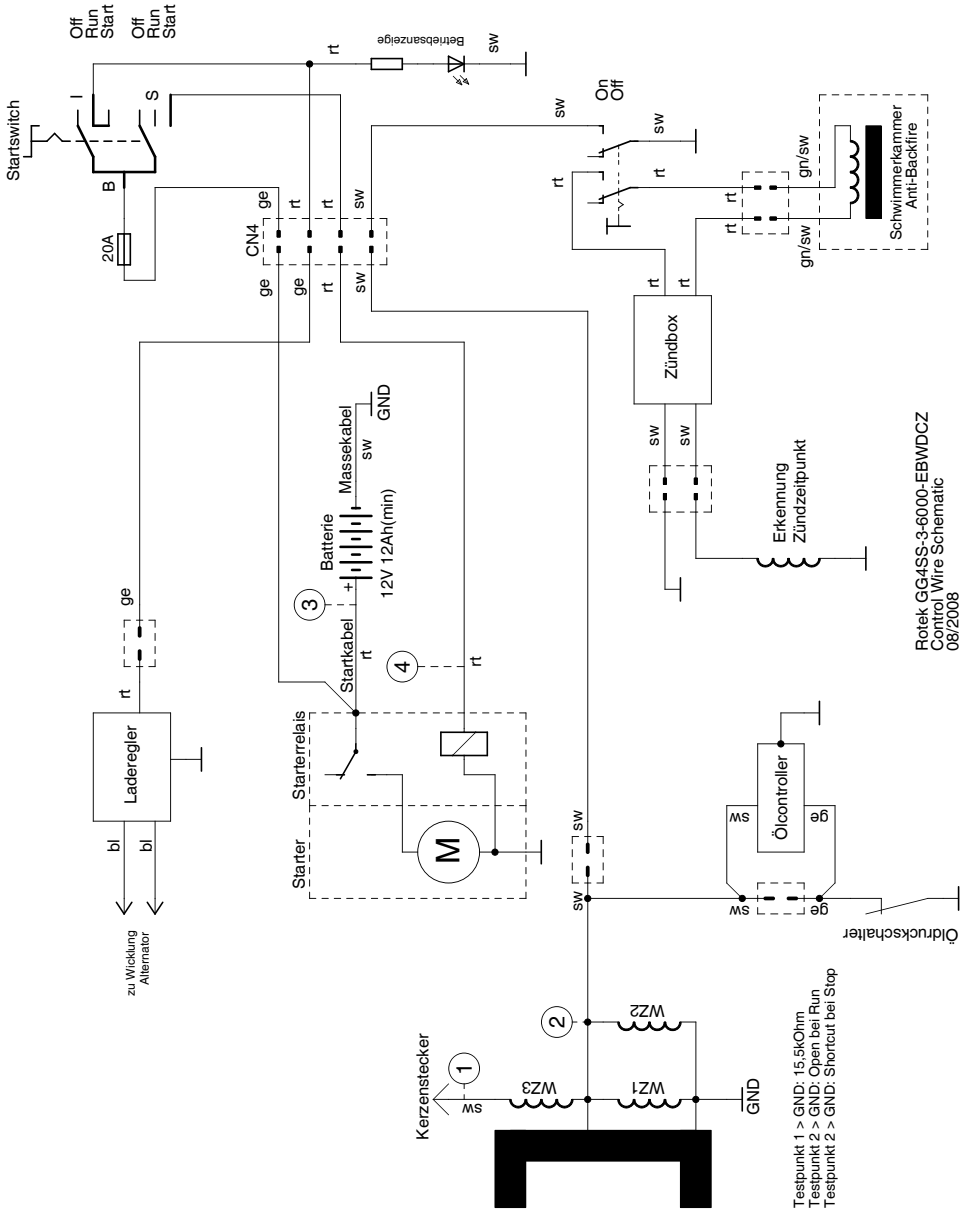 Startswitch
Off
Run
Start
Off
Run
Start
I
S
B
20A
rt
Betriebsanzeige
sw
CN4
ge
rt
rt
sw
ge
ge
rt
sw
sw
On
Off
rt
sw
rt
rt
rt
gn/sw
gn/sw
Schwimmerkammer
Anti-Backfire
rt
rt
Zündbox
sw
sw
Erkennung
Zündzeitpunkt
ge
rt
Laderegler
bl
bl
zu Wicklung
Alternator
Batterie
12V 12Ah(min)
+
Massekabel
sw
GND
3
Startkabel
rt
4
rt
Starterrelais
Starter
M
sw
sw
sw
sw
ge
ge
Ölcontroller
Öldruckschalter
Kerzenstecker
1
sw
2
WZ3
WZ1
WZ2
GND
Testpunkt 1 > GND: 15,5kOhm
Testpunkt 2 > GND: Open bei Run
Testpunkt 2 > GND: Shortcut bei Stop
Rotek GG4SS-3-6000-EBWDCZ
Control Wire Schematic
08/2008